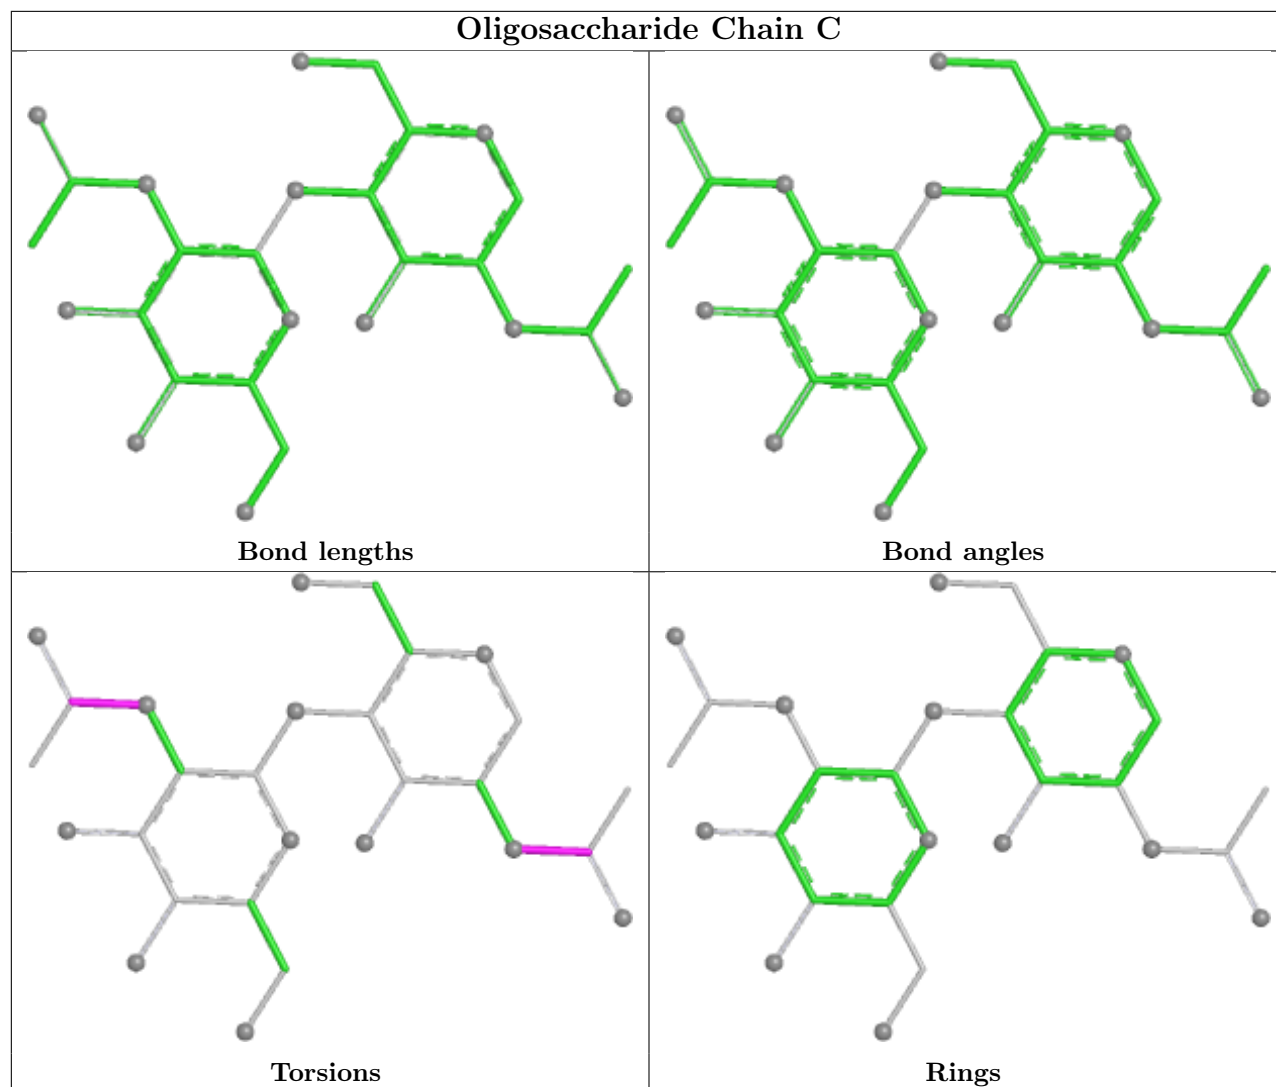 Oligosaccharide Chain C
Bond lengths
Bond angles
Torsions
Rings